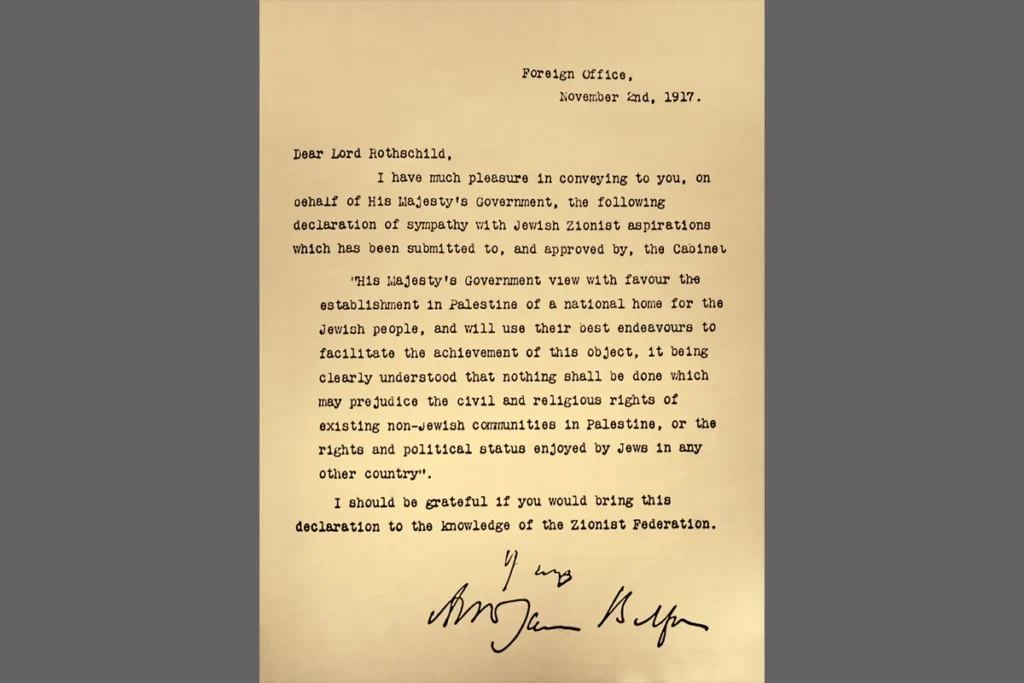 Foreign Office,
November 2nd, 1917.
Dear Lord Rothschild,
I have much pleasure in conveying to you, on
behalf of His Majesty's Government, the following
declaration of sympathy with Jewish Zionist aspirations
which has been submitted to, and approved by, the Cabinet
"His Majesty's Government view with favour the
establishment in Palestine of a national home for the
Jewish people, and will use their best endeavours to
facilitate the achievement of this object, it being
clearly understood that nothing shall be done which
may prejudice the civil and religious rights of
existing non-Jewish communities in Palestine, or the
rights and political status enjoyed by Jews in any
other country".
I should be grateful if you would bring this
declaration to the knowledge of the Zionist Federation.
Arthur James Balfour